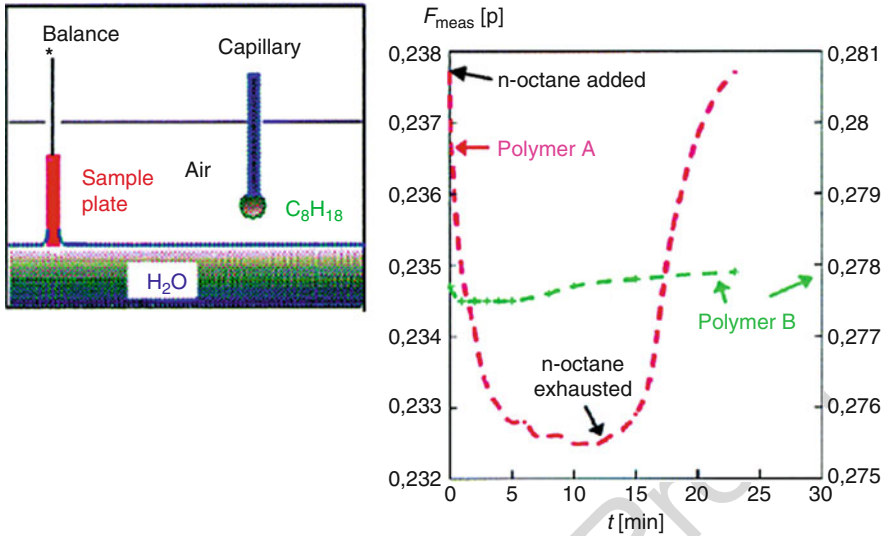 Balance
*
Capillary
Sample
plate
Air
C₈H₁₈
H₂O
F_meas [p]
0,238
0,237
0,236
0,235
0,234
0,233
0,232
0,281
0,28
0,279
0,278
0,277
0,276
0,275
n-octane added
Polymer A
Polymer B
n-octane
exhausted
0 5 10 15 20 25 30
t [min]